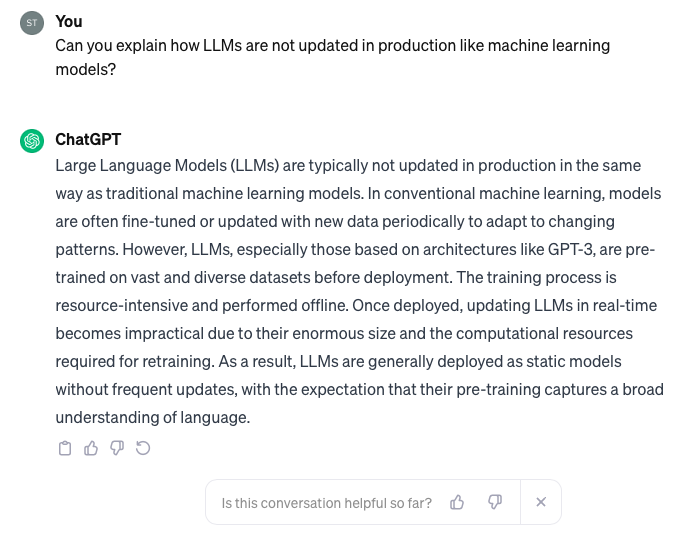 ST
You
Can you explain how LLMs are not updated in production like machine learning
models?
ChatGPT
Large Language Models (LLMs) are typically not updated in production in the same
way as traditional machine learning models. In conventional machine learning, models
are often fine-tuned or updated with new data periodically to adapt to changing
patterns. However, LLMs, especially those based on architectures like GPT-3, are pre-
trained on vast and diverse datasets before deployment. The training process is
resource-intensive and performed offline. Once deployed, updating LLMs in real-time
becomes impractical due to their enormous size and the computational resources
required for retraining. As a result, LLMs are generally deployed as static models
without frequent updates, with the expectation that their pre-training captures a broad
understanding of language.
Is this conversation helpful so far?